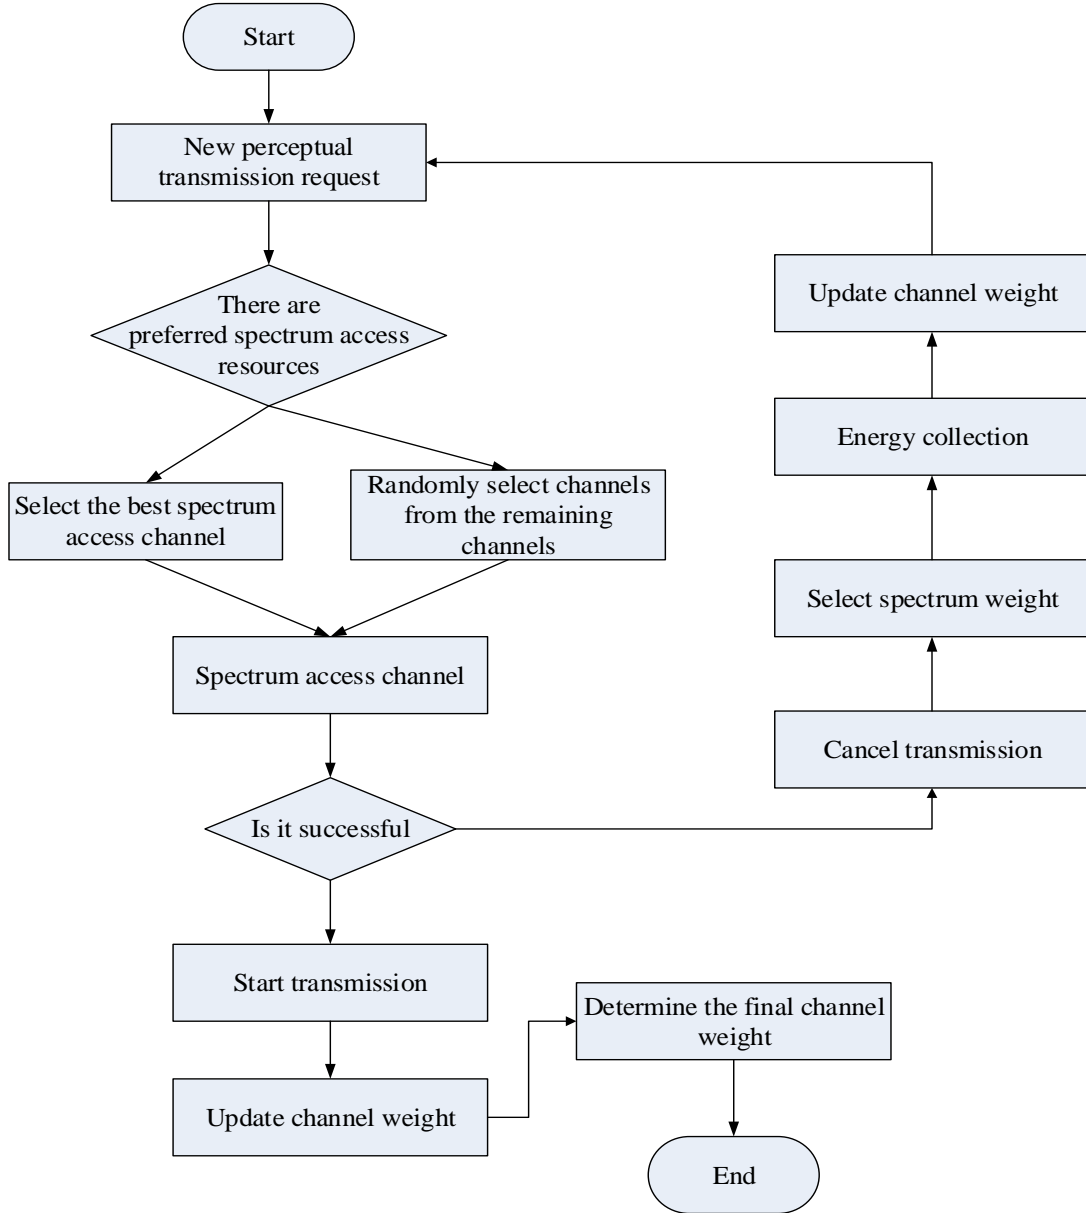 Start
New perceptual
transmission request
There are
preferred spectrum access
resources
Select the best spectrum
access channel
Randomly select channels
from the remaining
channels
Spectrum access channel
Is it successful
Start transmission
Update channel weight
Determine the final channel
weight
End
Update channel weight
Energy collection
Select spectrum weight
Cancel transmission